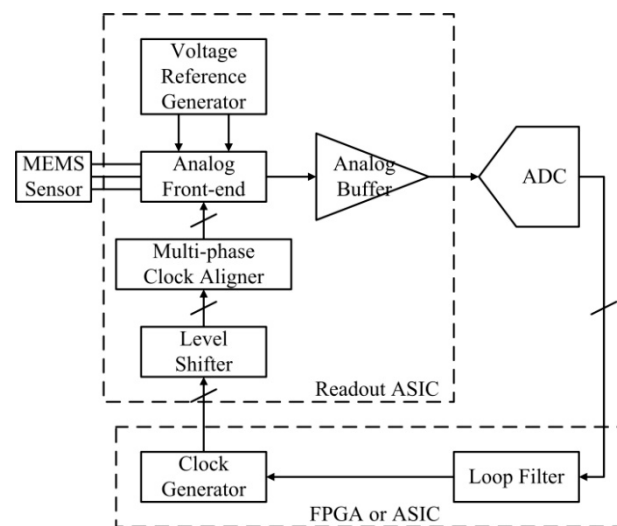 Voltage
Reference
Generator
MEMS
Sensor
Analog
Front-end
Analog
Buffer
ADC
Multi-phase
Clock Aligner
Level
Shifter
Readout ASIC
Clock
Generator
Loop Filter
FPGA or ASIC